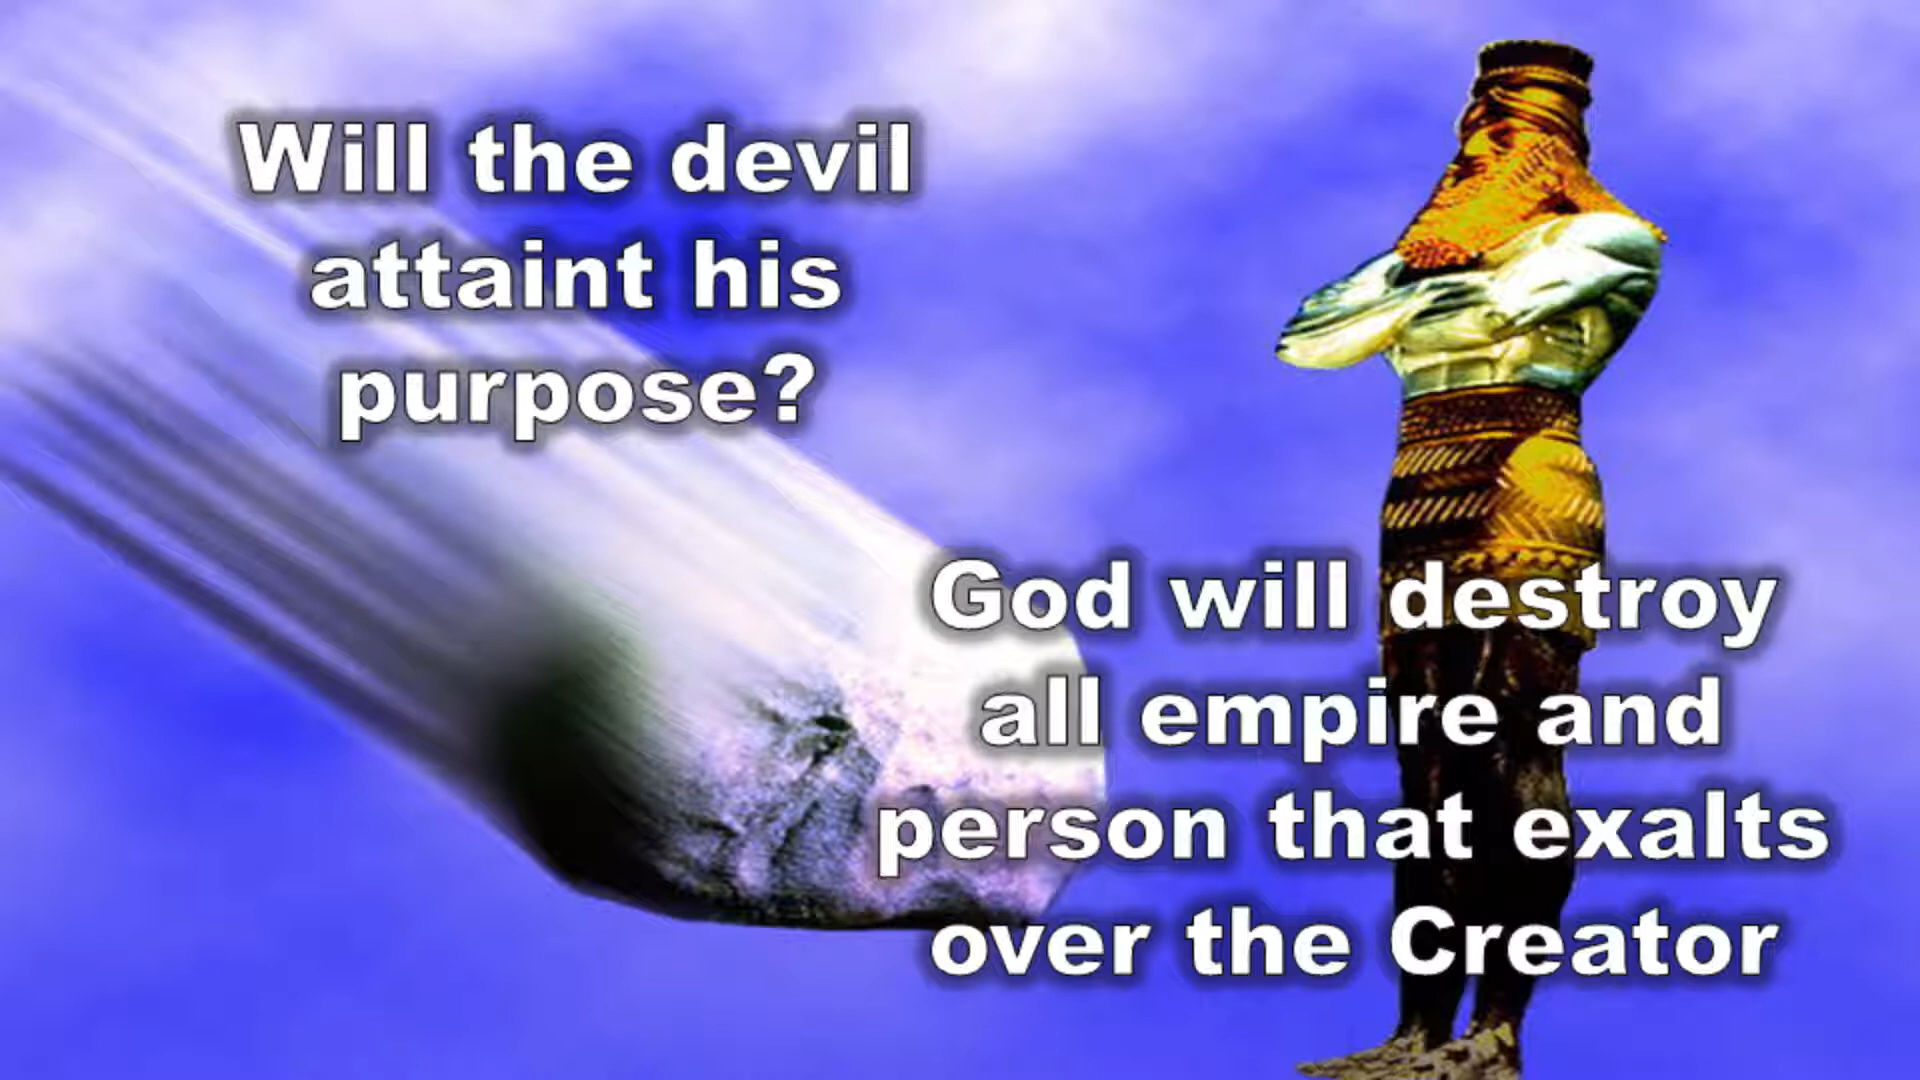 Will the devil
attaint his
purpose?
God will destroy
all empire and
person that exalts
over the Creator